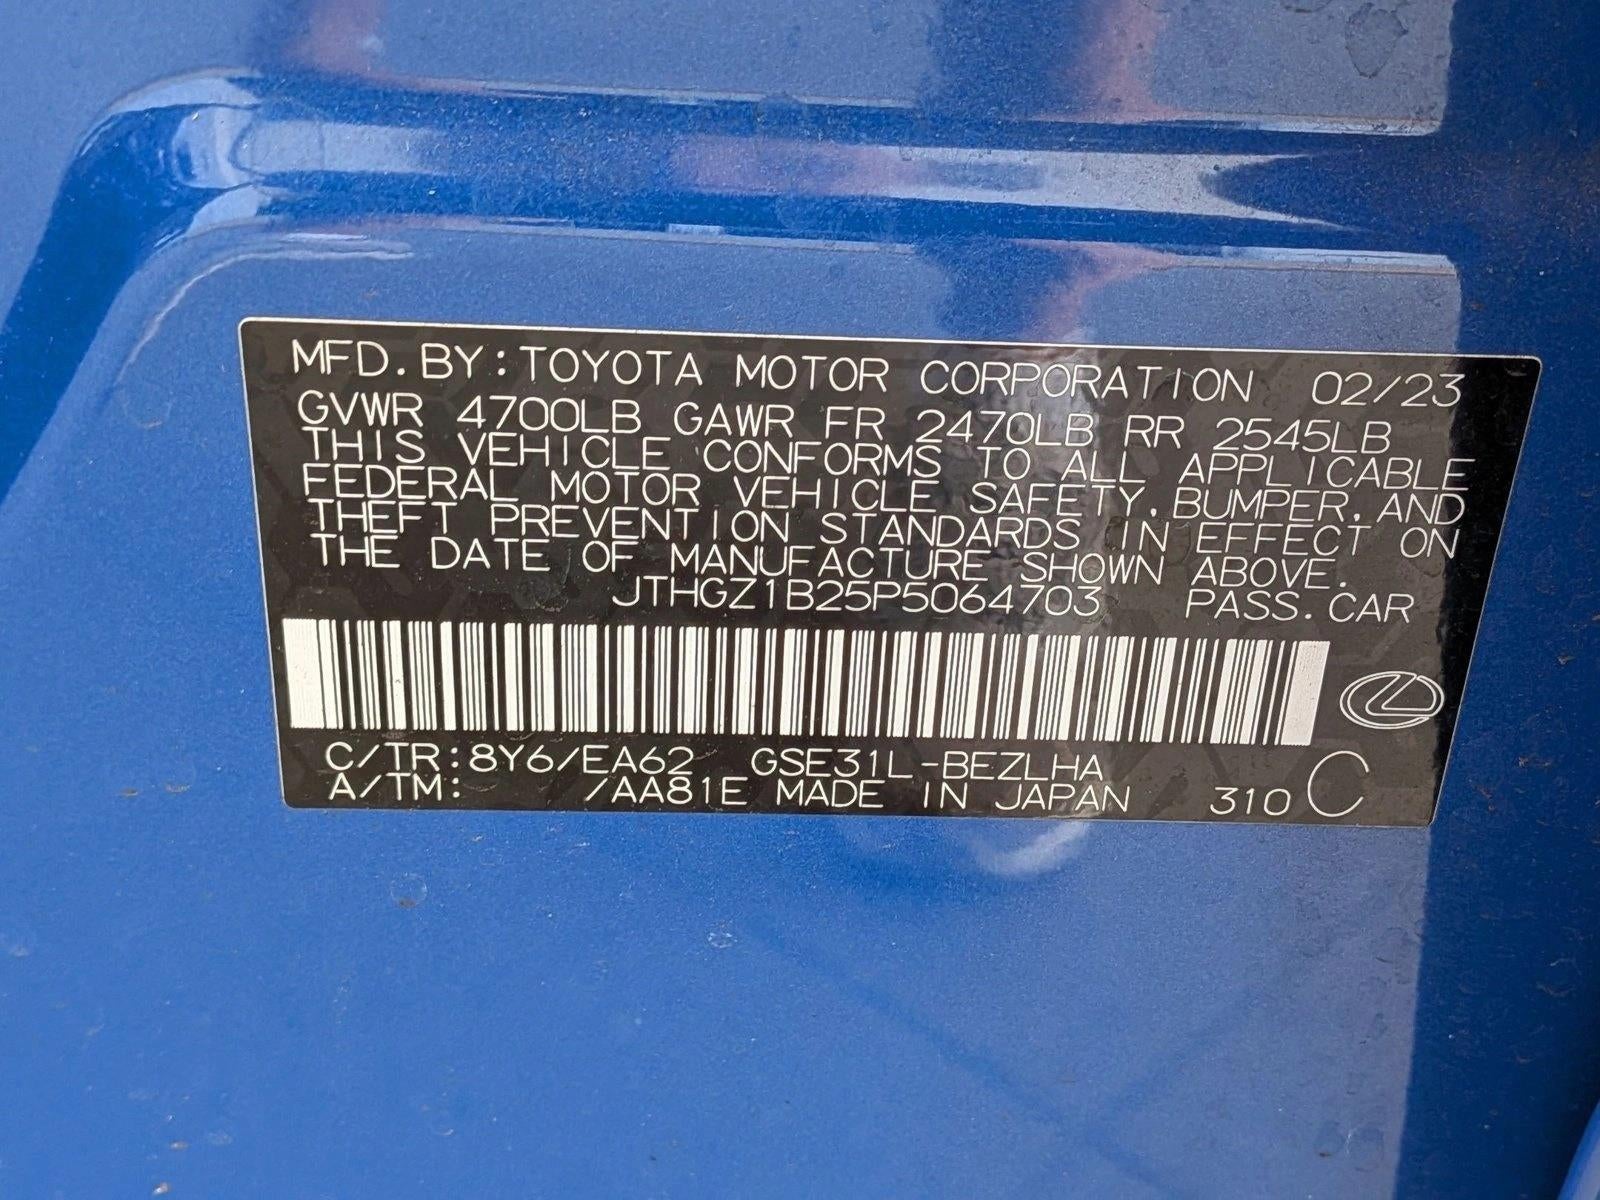 MFD. BY: TOYOTA MOTOR CORPORATION 02/23
GVWR 4700LB GAWR FR 2470LB RR 2545LB
THIS VEHICLE CONFORMS TO ALL APPLICABLE
FEDERAL MOTOR VEHICLE SAFETY, BUMPER, AND
THEFT PREVENTION STANDARDS IN EFFECT ON
THE DATE OF MANUFACTURE SHOWN ABOVE.
JTHGZ1B25P5064703 PASS. CAR
C/TR: 8Y6/EA62 GSE31L-BEZLHA
A/TM: /AA81E MADE IN JAPAN 310 C